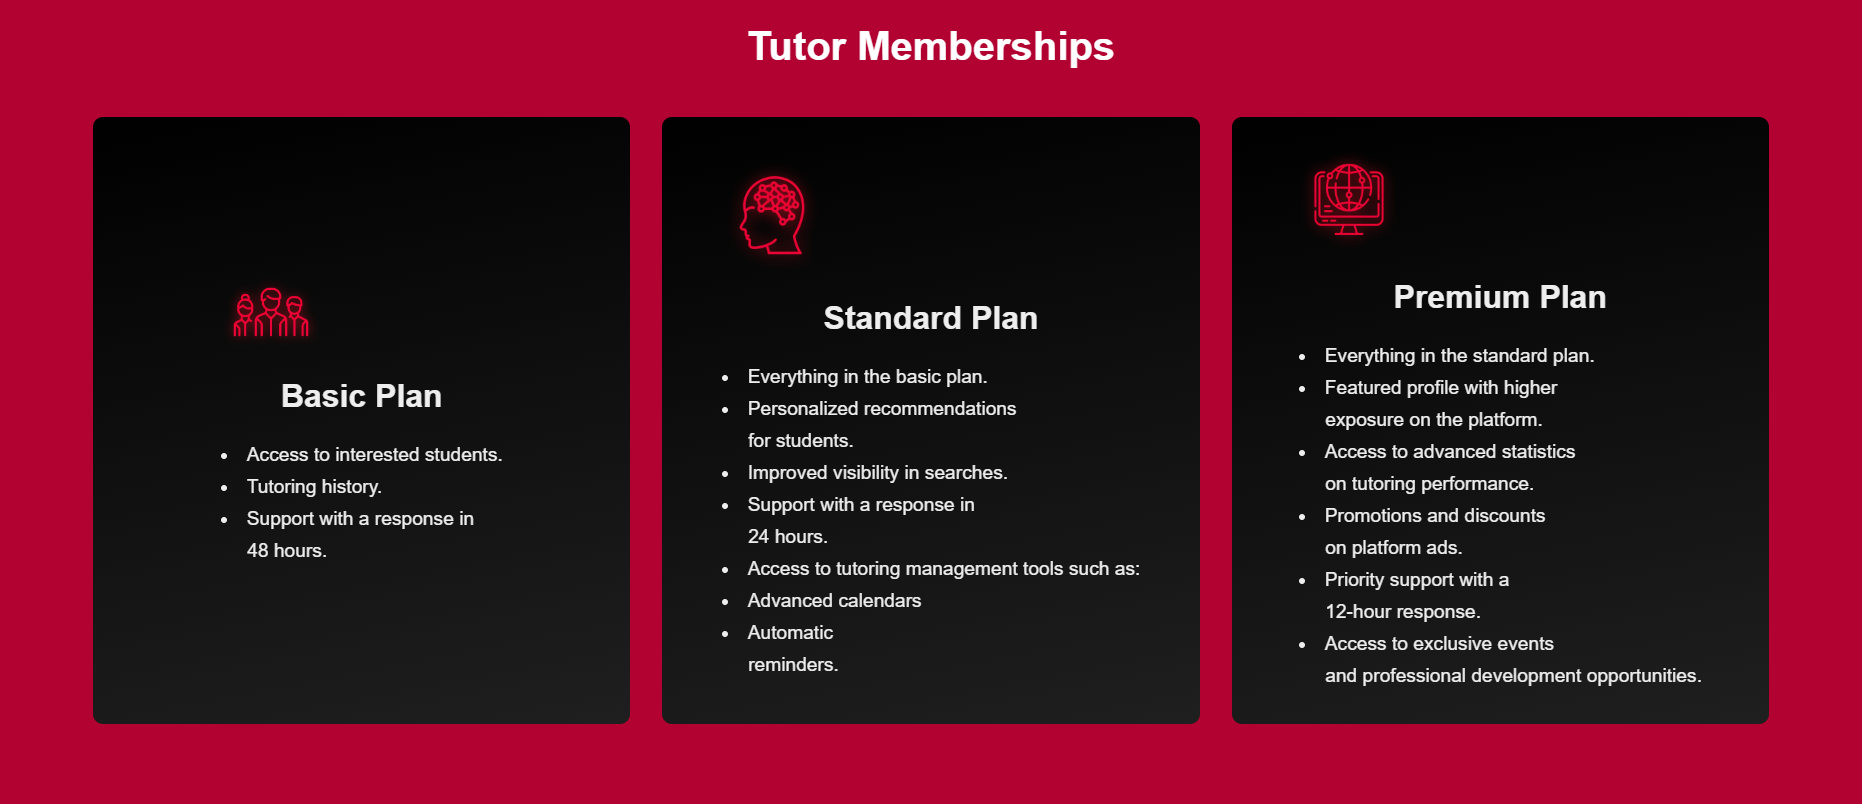 Tutor Memberships
Basic Plan
• Access to interested students.
• Tutoring history.
• Support with a response in
48 hours.
Standard Plan
• Everything in the basic plan.
• Personalized recommendations
for students.
• Improved visibility in searches.
• Support with a response in
24 hours.
• Access to tutoring management tools such as:
• Advanced calendars
• Automatic
reminders.
Premium Plan
• Everything in the standard plan.
• Featured profile with higher
exposure on the platform.
• Access to advanced statistics
on tutoring performance.
• Promotions and discounts
on platform ads.
• Priority support with a
12-hour response.
• Access to exclusive events
and professional development opportunities.